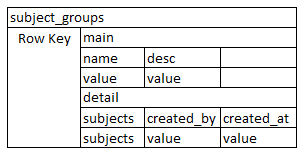 subject_groups
Row Key main
name desc
value value
detail
subjects created_by created_at
subjects value value